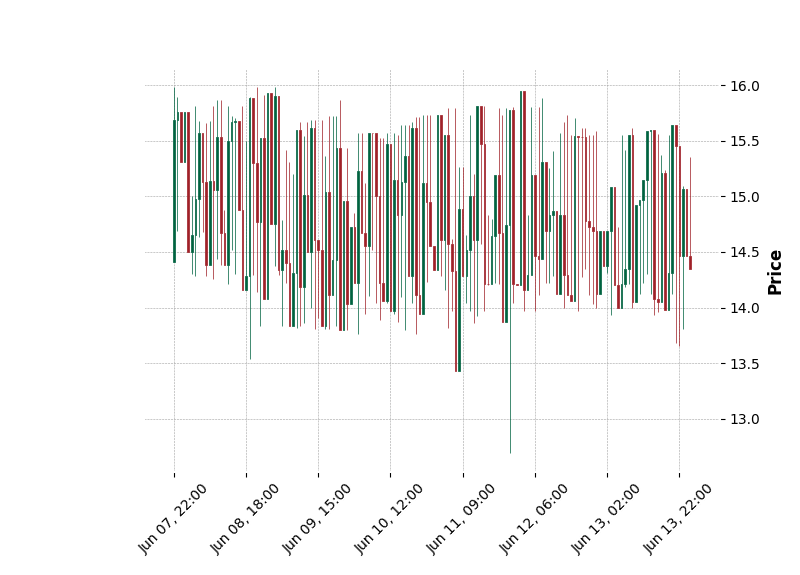 16.0
15.5
15.0
14.5
14.0
13.5
13.0
Price
Jun 07, 22:00
Jun 08, 18:00
Jun 09, 15:00
Jun 10, 12:00
Jun 11, 09:00
Jun 12, 06:00
Jun 13, 02:00
Jun 13, 22:00